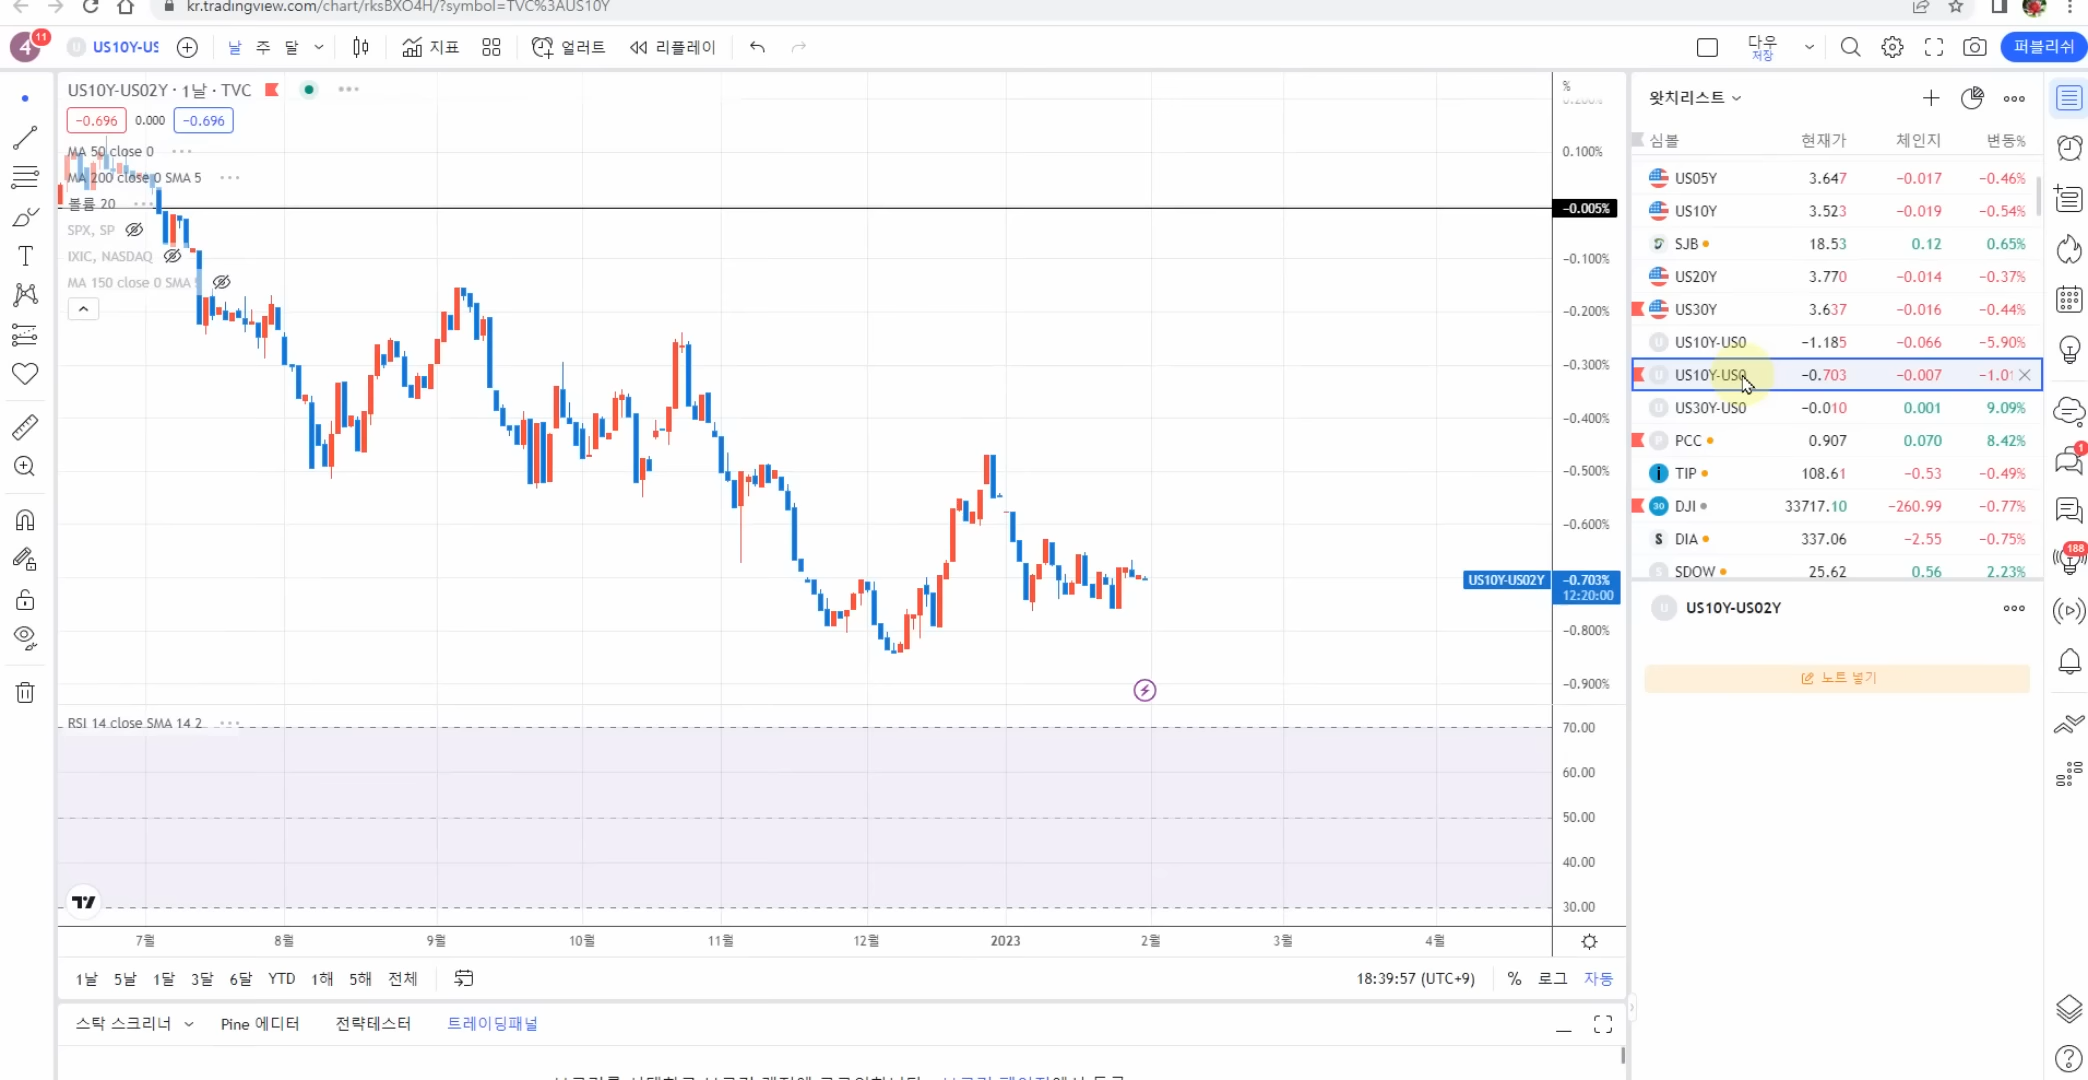 kr.tradingview.com/chart/rksBXO4H/?symbol=TVC%3AUS10Y
4 11 US10Y-US 날 주 달 지표 얼러트 리플레이 다우 저장 퍼블리쉬
US10Y-US02Y · 1날 · TVC
−0.696 0.000 −0.696
MA 50 close 0
MA 200 close 0 SMA 5
볼륨 20
SPX, SP
IXIC, NASDAQ
MA 150 close 0 SMA
%
0.100%
−0.005%
−0.100%
−0.200%
−0.300%
−0.400%
−0.500%
−0.600%
US10Y-US02Y −0.703%
12:20:00
−0.800%
−0.900%
RSI 14 close SMA 14 2
70.00
60.00
50.00
40.00
30.00
7월 8월 9월 10월 11월 12월 2023 2월 3월 4월
1날 5날 1달 3달 6달 YTD 1해 5해 전체 18:39:57 (UTC+9) % 로그 자동
스탁 스크리너 Pine 에디터 전략테스터 트레이딩패널
왓치리스트
심볼 현재가 체인지 변동%
US05Y 3.647 −0.017 −0.46%
US10Y 3.523 −0.019 −0.54%
SJB 18.53 0.12 0.65%
US20Y 3.770 −0.014 −0.37%
US30Y 3.637 −0.016 −0.44%
US10Y-US0 −1.185 −0.066 −5.90%
US10Y-US0 −0.703 −0.007 −1.01
US30Y-US0 −0.010 0.001 9.09%
PCC 0.907 0.070 8.42%
TIP 108.61 −0.53 −0.49%
30 DJI 33717.10 −260.99 −0.77%
S DIA 337.06 −2.55 −0.75%
SDOW 25.62 0.56 2.23%
US10Y-US02Y
노트 넣기
1
188